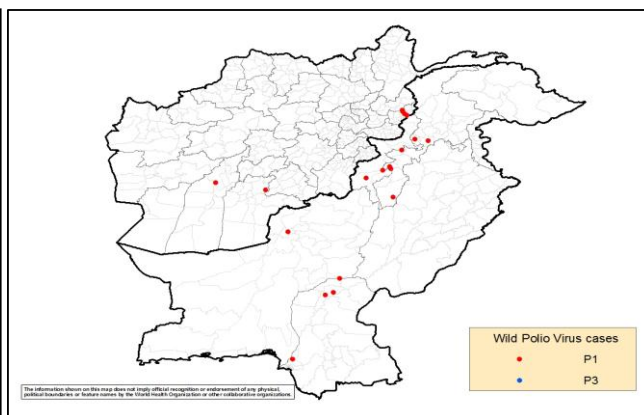 Wild Polio Virus cases
P1
P3
The information shown on this map does not imply official recognition or endorsement of any physical,
political boundaries or feature names by the World Health Organization or other collaborative organizations.